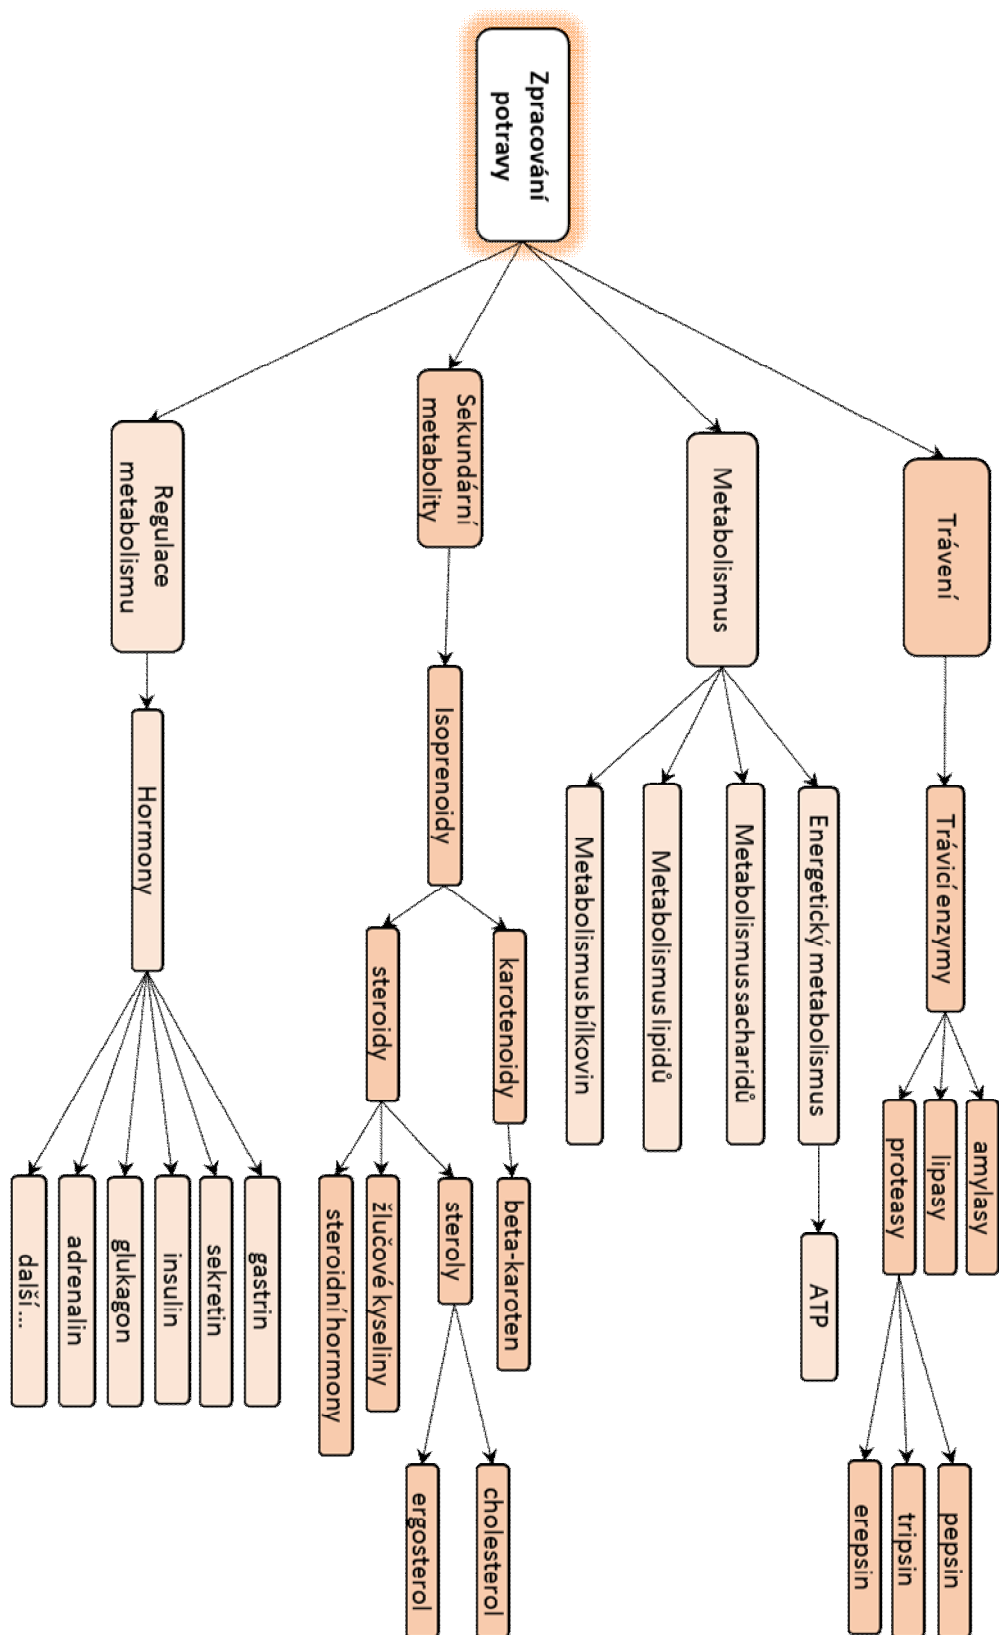 Zpracování
potravy
Trávení
Trávicí enzymy
amylasy
lipasy
proteasy
pepsin
tripsin
erepsin
Metabolismus
Energetický metabolismus
ATP
Metabolismus sacharidů
Metabolismus lipidů
Metabolismus bílkovin
Sekundární
metabolity
Isoprenoidy
karotenoidy
beta-karoten
steroidy
steroly
cholesterol
ergosterol
žlučové kyseliny
steroidní hormony
Regulace
metabolismu
Hormony
gastrin
sekretin
insulin
glukagon
adrenalin
další ...